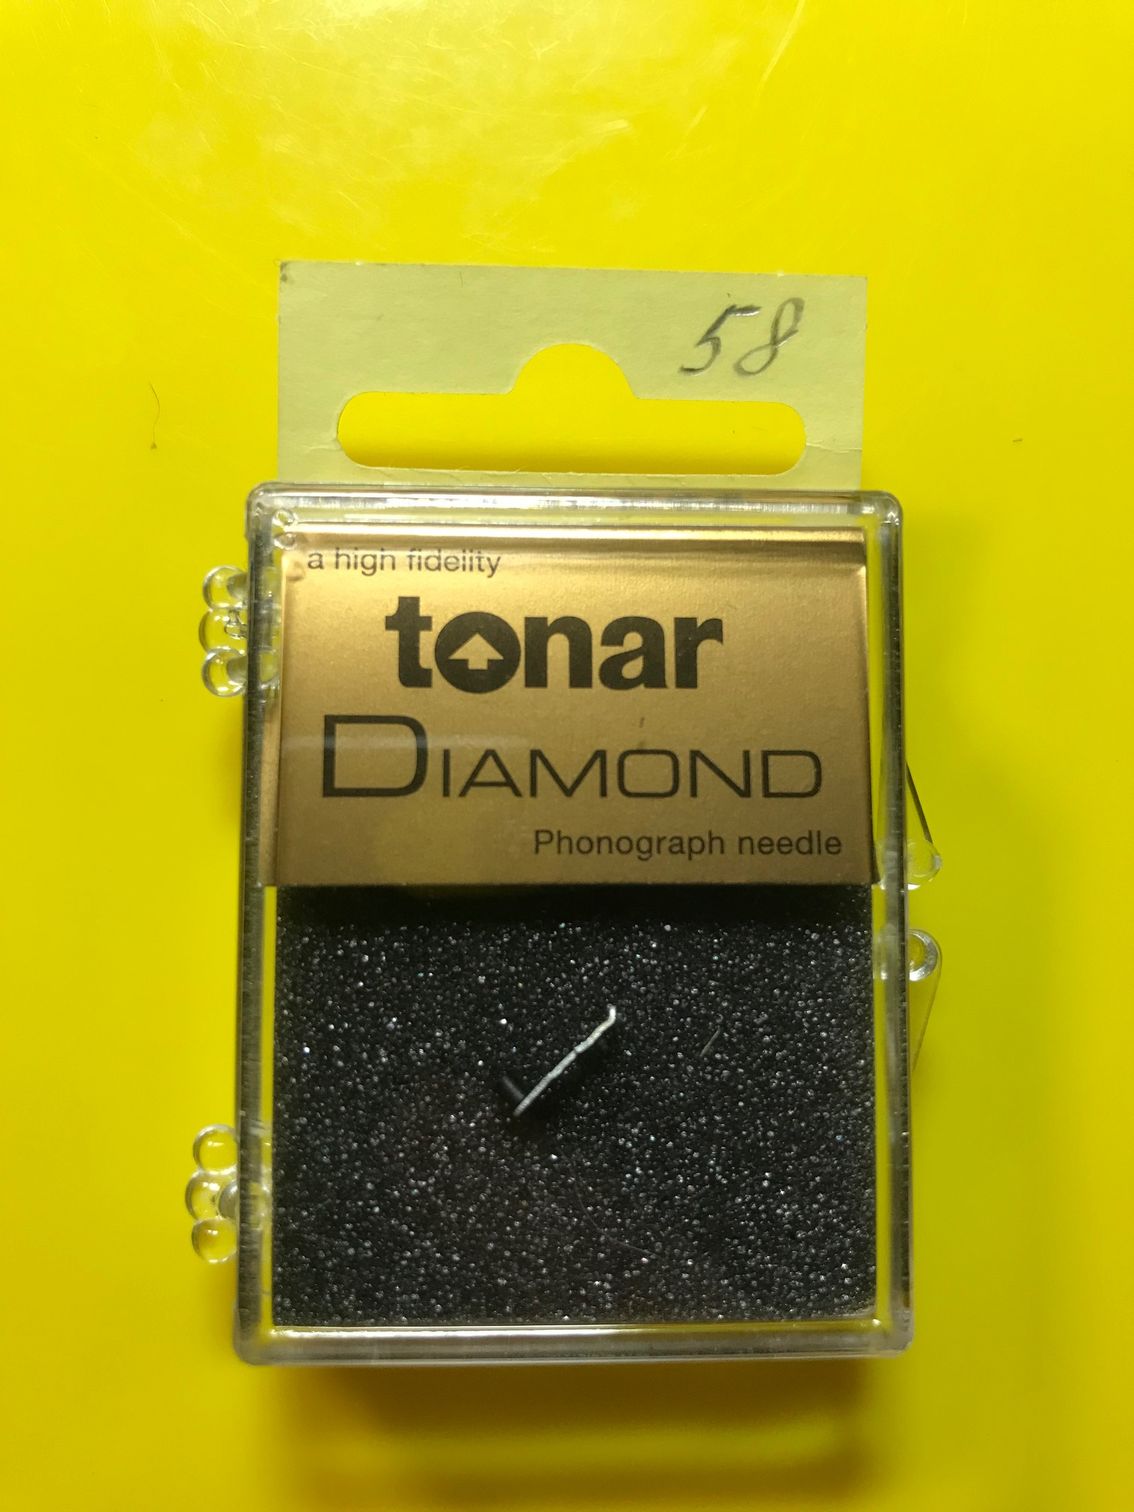 58
a high fidelity
tonar
DIAMOND
Phonograph needle